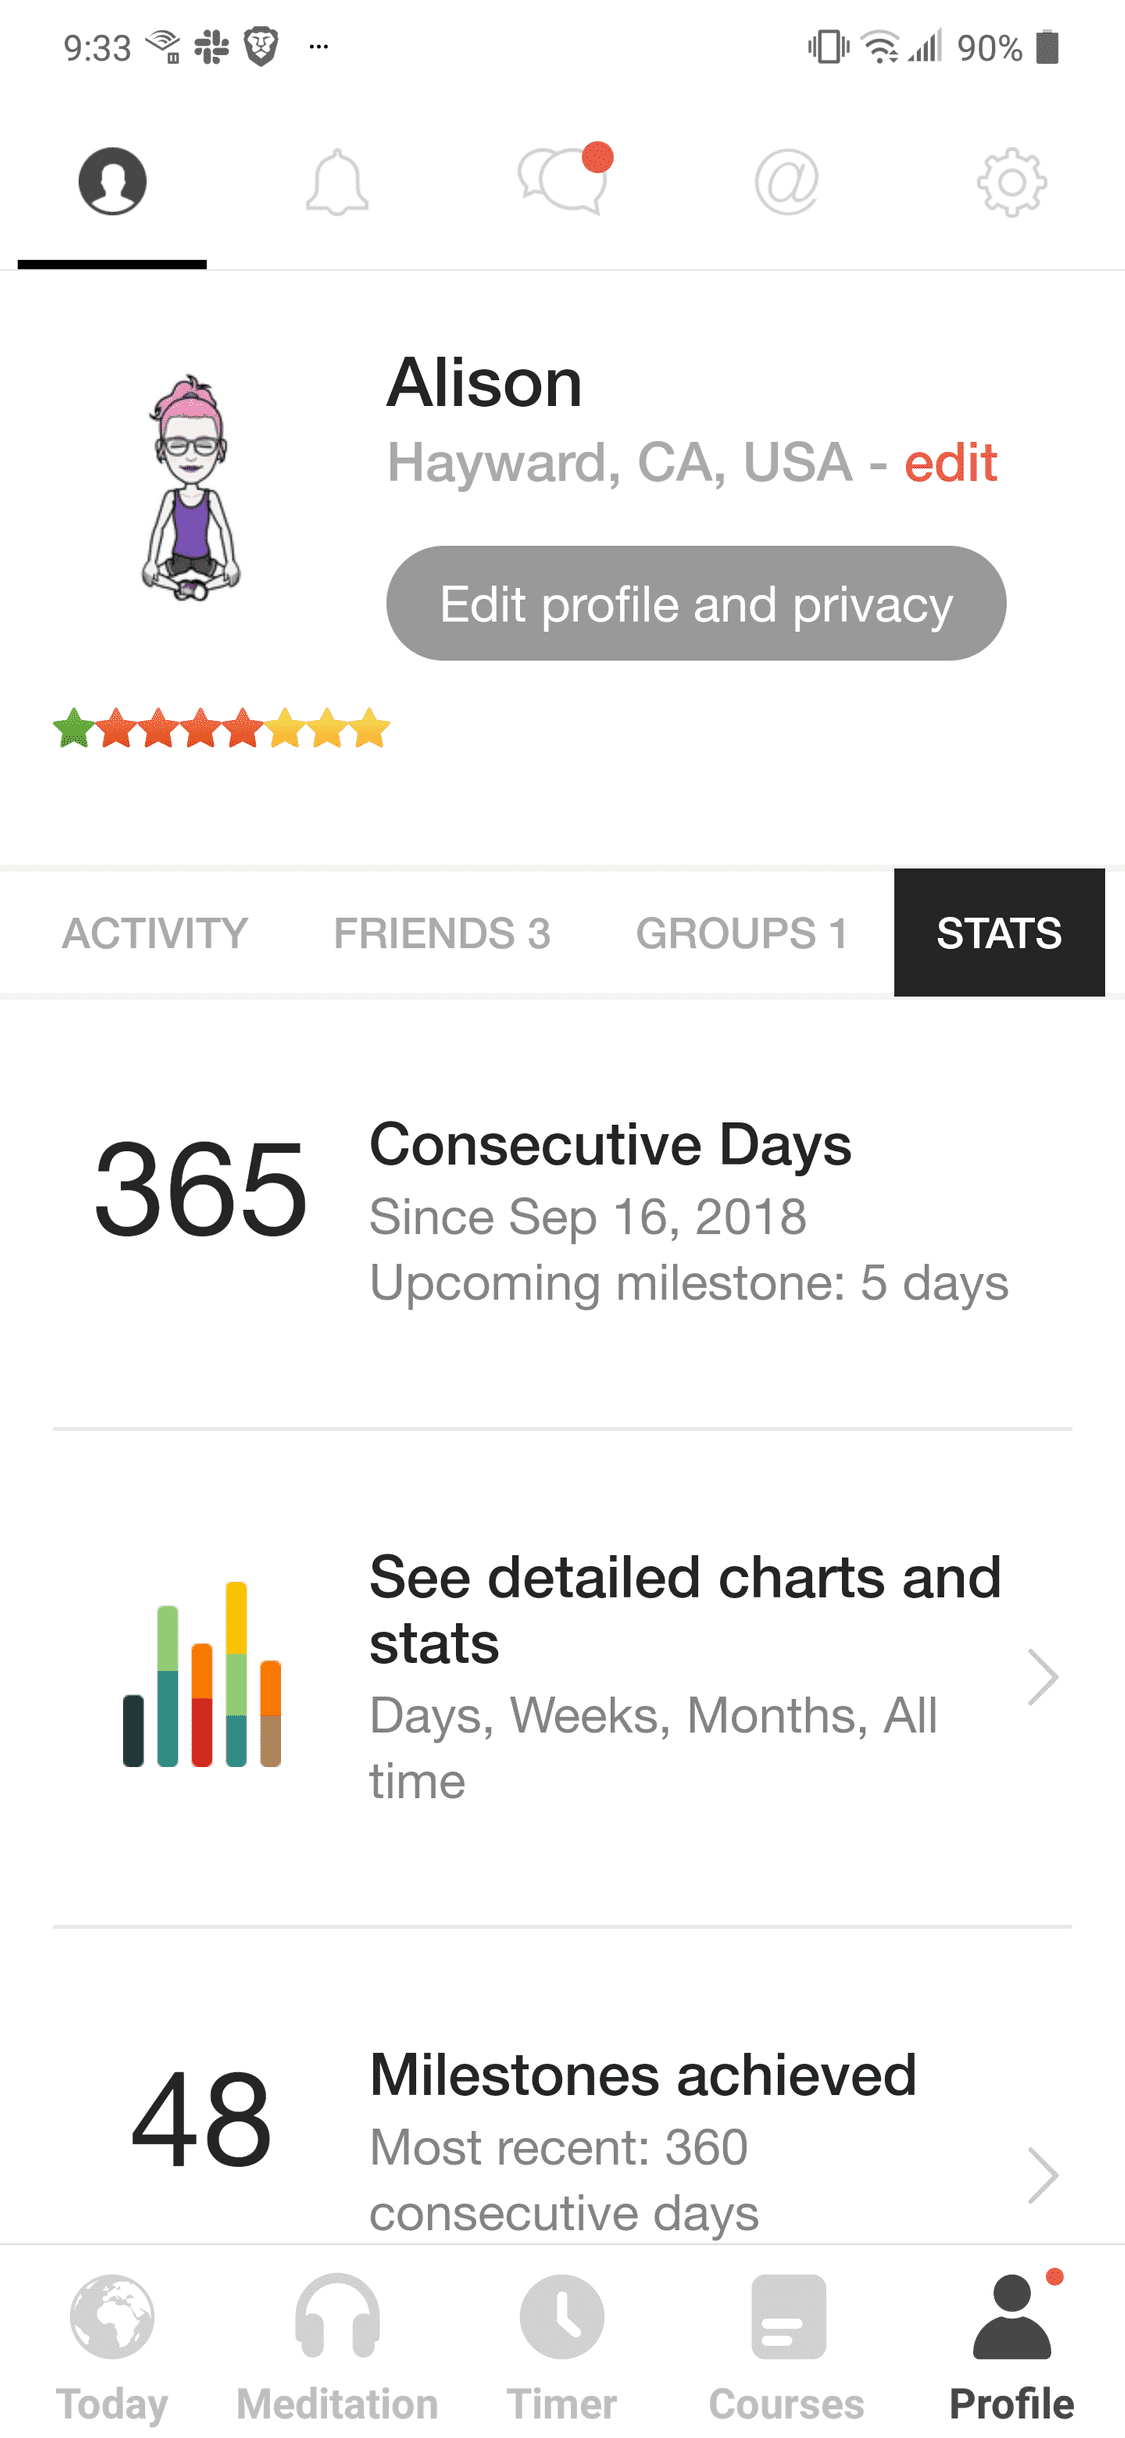 9:33 ... 90%
Alison
Hayward, CA, USA - edit
Edit profile and privacy
ACTIVITY FRIENDS 3 GROUPS 1 STATS
365
Consecutive Days
Since Sep 16, 2018
Upcoming milestone: 5 days
See detailed charts and
stats
Days, Weeks, Months, All
time
48
Milestones achieved
Most recent: 360
consecutive days
Today Meditation Timer Courses Profile